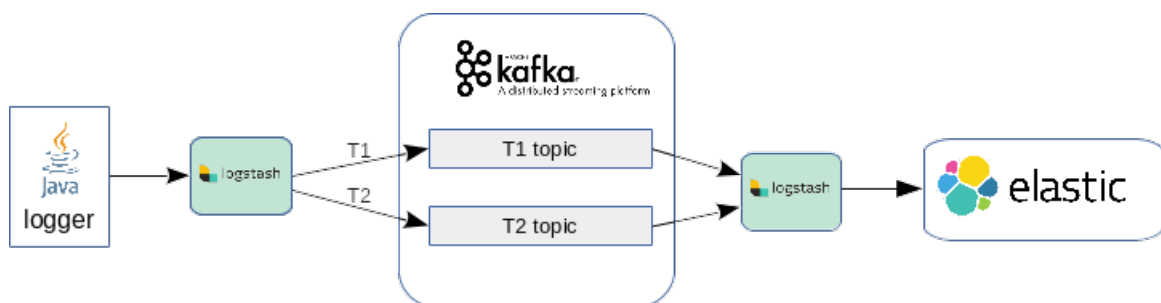 kafka
A distributed streaming platform
Java
logger
logstash
T1
T2
T1 topic
T2 topic
logstash
elastic